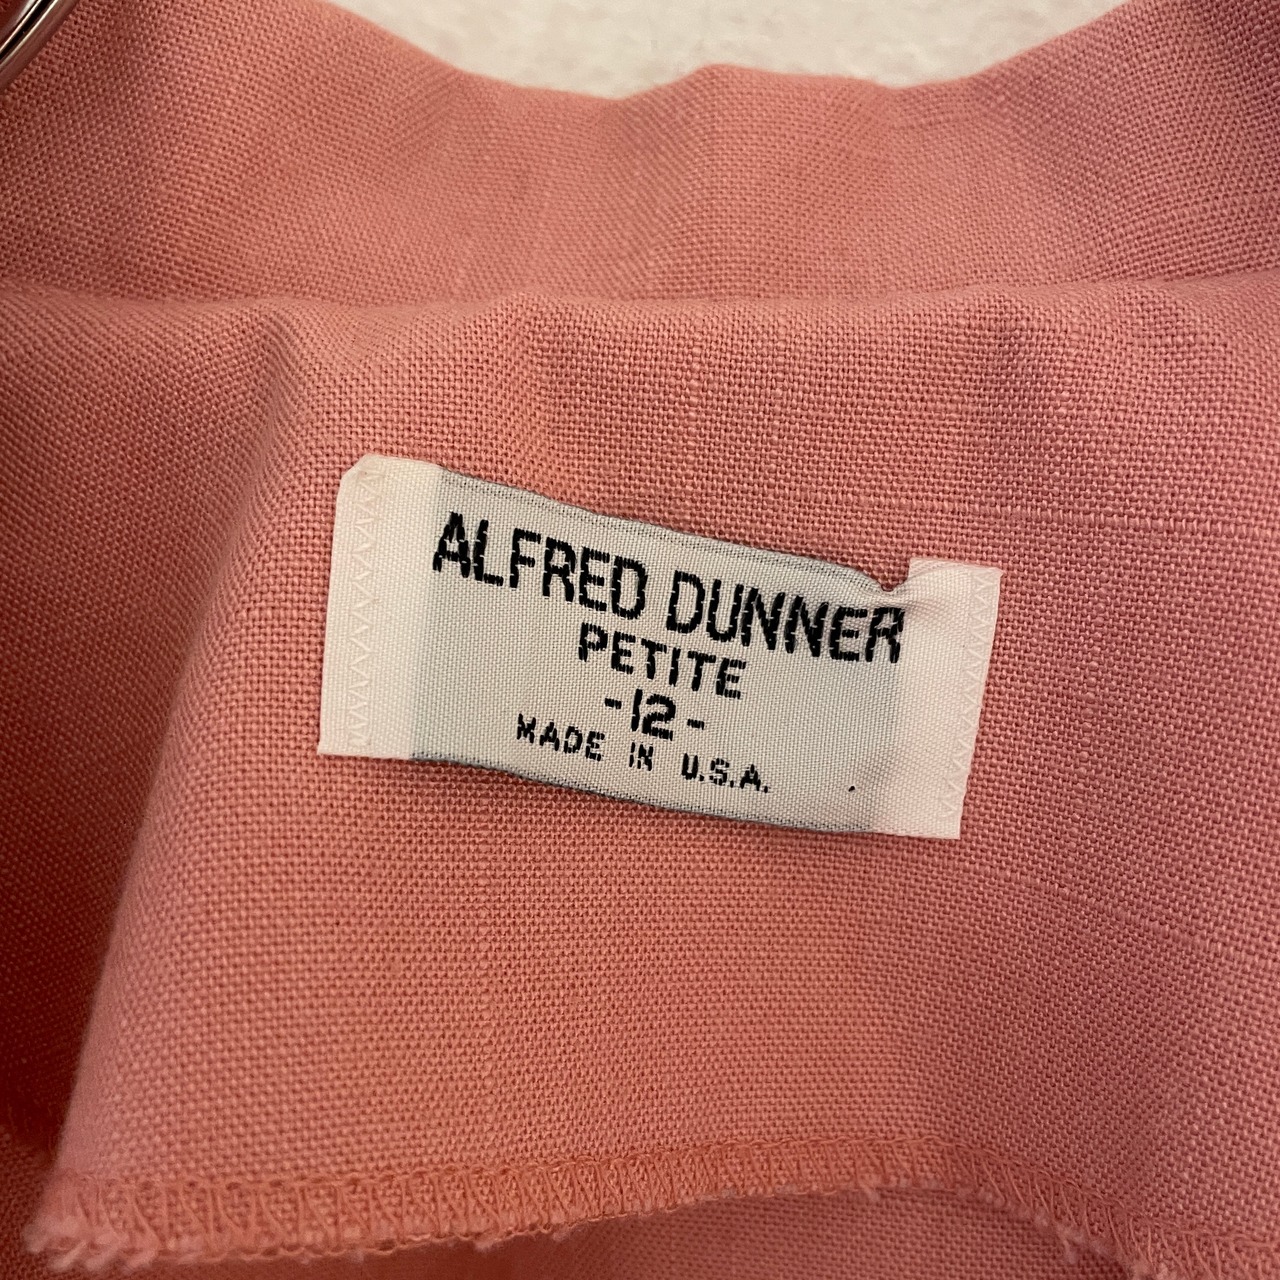 ALFRED DUNNER
PETITE
-12-
MADE IN U.S.A.